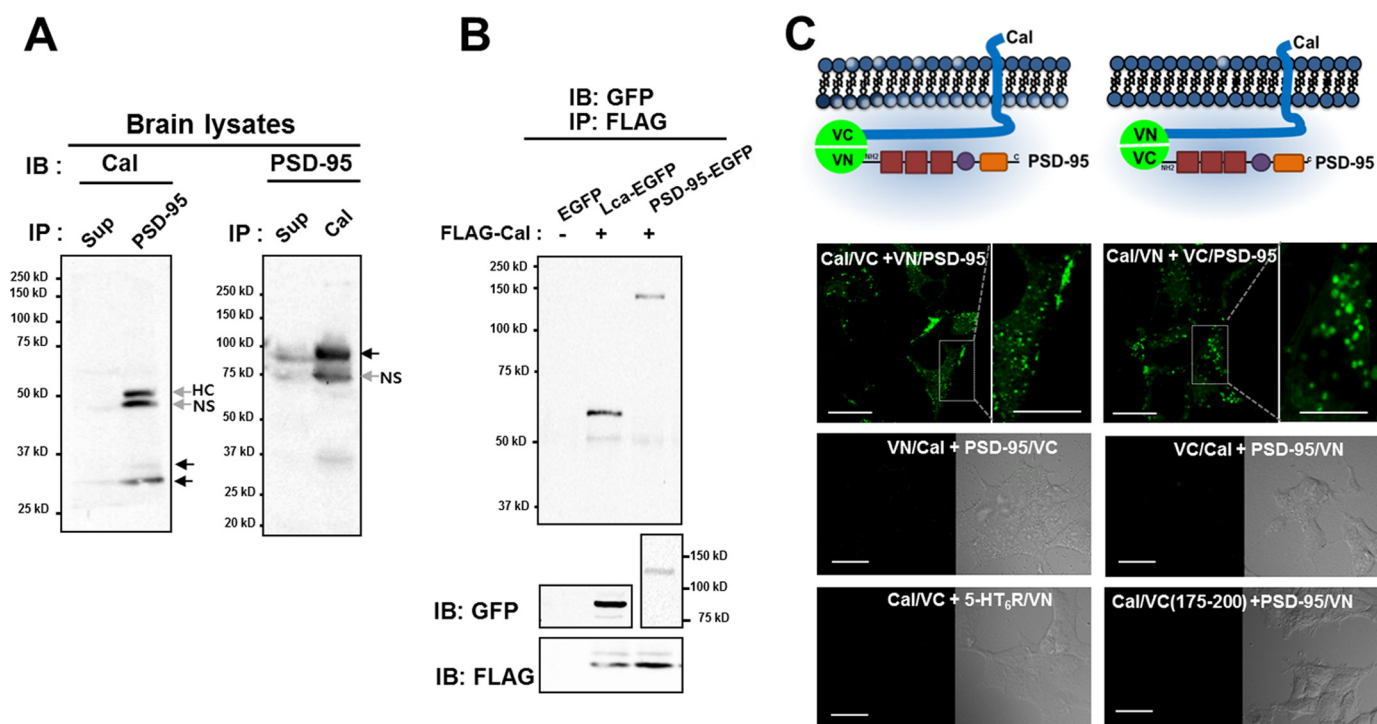 A
Brain lysates
IB :
Cal
PSD-95
IP :
Sup
PSD-95
IP :
Sup
Cal
250 kD
150 kD
100 kD
75 kD
50 kD
37 kD
25 kD
HC
NS
250 kD
150 kD
100 kD
75 kD
50 kD
37 kD
25 kD
20 kD
NS
B
IB: GFP
IP: FLAG
EGFP
Lca-EGFP
PSD-95-EGFP
FLAG-Cal : - + +
250 kD
150 kD
100 kD
75 kD
50 kD
37 kD
150 kD
100 kD
75 kD
IB: GFP
IB: FLAG
C
Cal
VC
VN
NH2
C
PSD-95
Cal
VN
VC
NH2
C
PSD-95
Cal/VC +VN/PSD-95
Cal/VN + VC/PSD-95
VN/Cal + PSD-95/VC
VC/Cal + PSD-95/VN
Cal/VC + 5-HT₆R/VN
Cal/VC(175-200) +PSD-95/VN